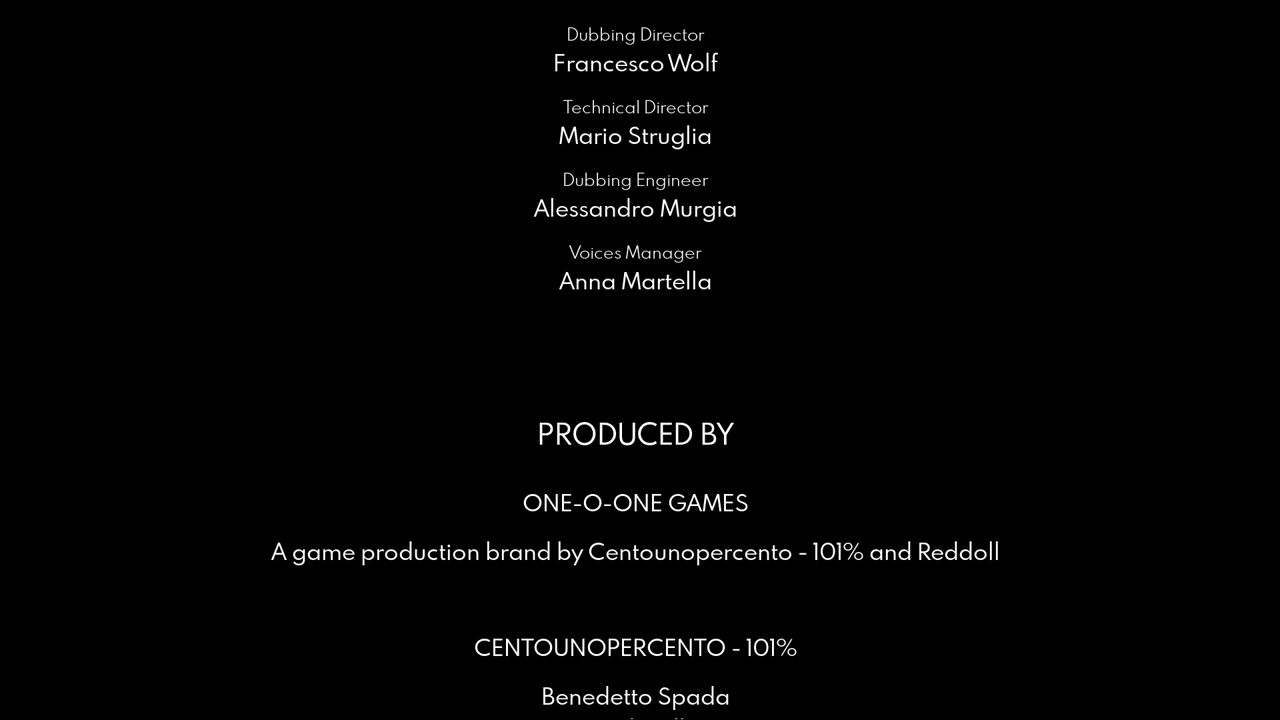 Dubbing Director
Francesco Wolf
Technical Director
Mario Struglia
Dubbing Engineer
Alessandro Murgia
Voices Manager
Anna Martella
PRODUCED BY
ONE-O-ONE GAMES
A game production brand by Centounopercento - 101% and Reddoll
CENTOUNOPERCENTO - 101%
Benedetto Spada